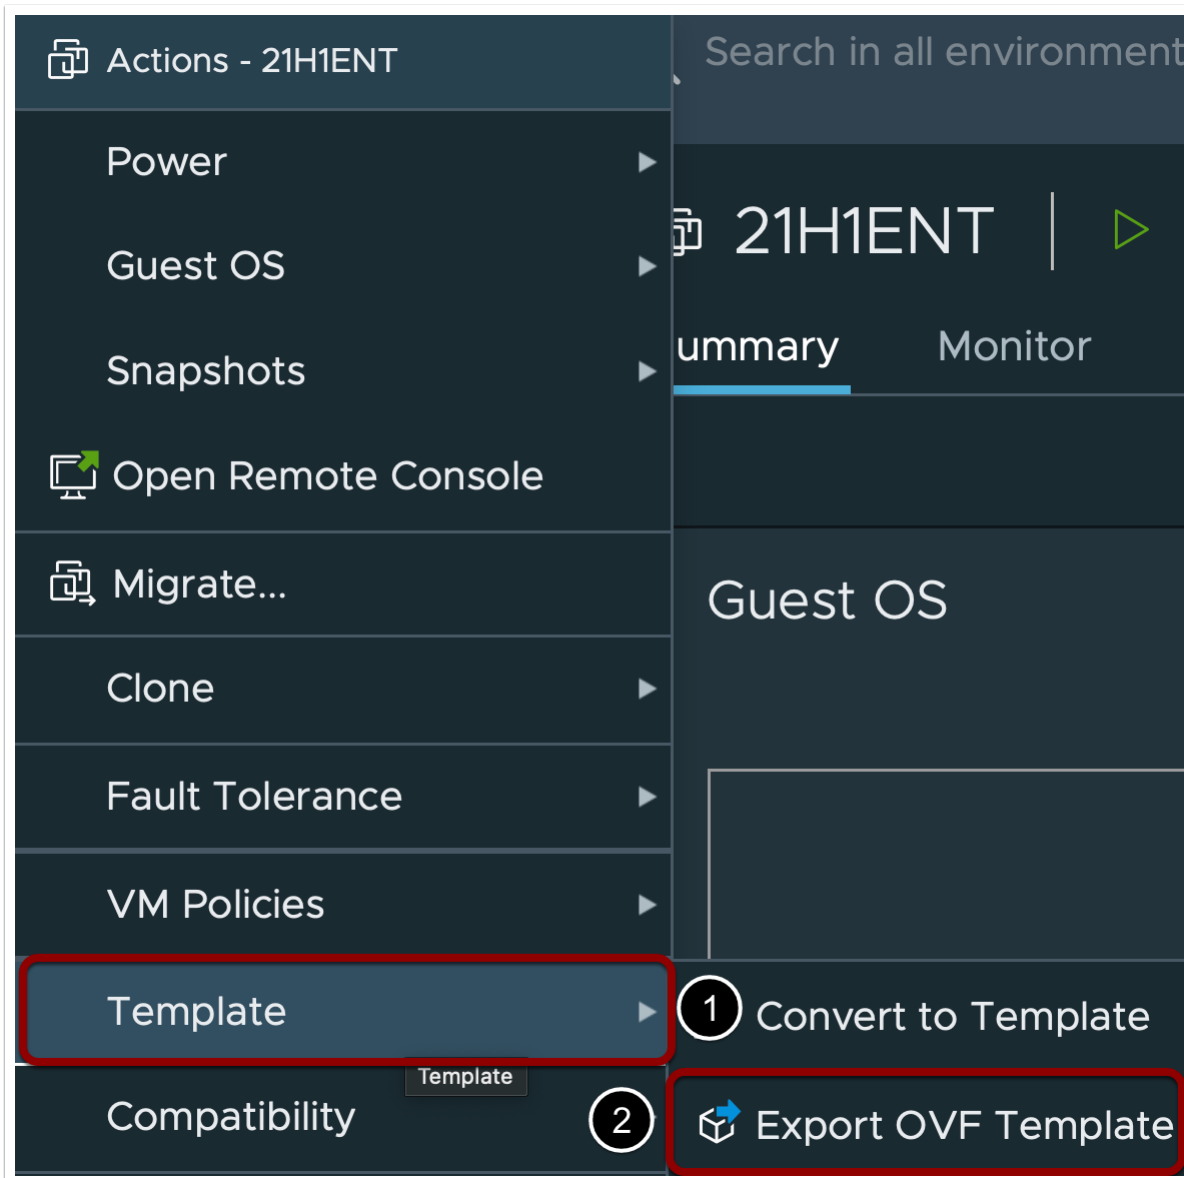 Actions - 21H1ENT
Search in all environment
Power
21H1ENT
Guest OS
ummary
Monitor
Snapshots
Open Remote Console
Migrate...
Guest OS
Clone
Fault Tolerance
VM Policies
Template
1
Convert to Template
Template
Compatibility
2
Export OVF Template